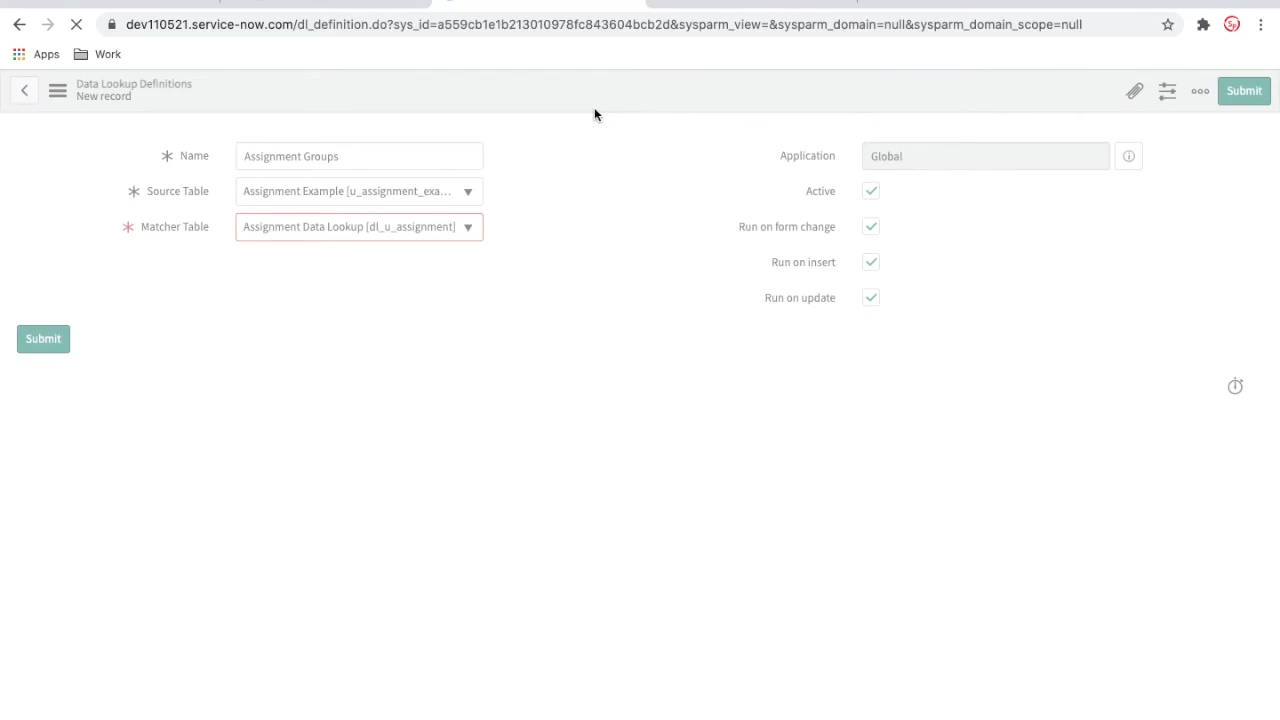 dev110521.service-now.com/dl_definition.do?sys_id=a559cb1e1b213010978fc843604bcb2d&sysparm_view=&sysparm_domain=null&sysparm_domain_scope=null
Sp
Apps
Work
Data Lookup Definitions
New record
Submit
Name
Assignment Groups
Application
Global
Source Table
Assignment Example [u_assignment_exa...
Active
Matcher Table
Assignment Data Lookup [dl_u_assignment]
Run on form change
Run on insert
Run on update
Submit